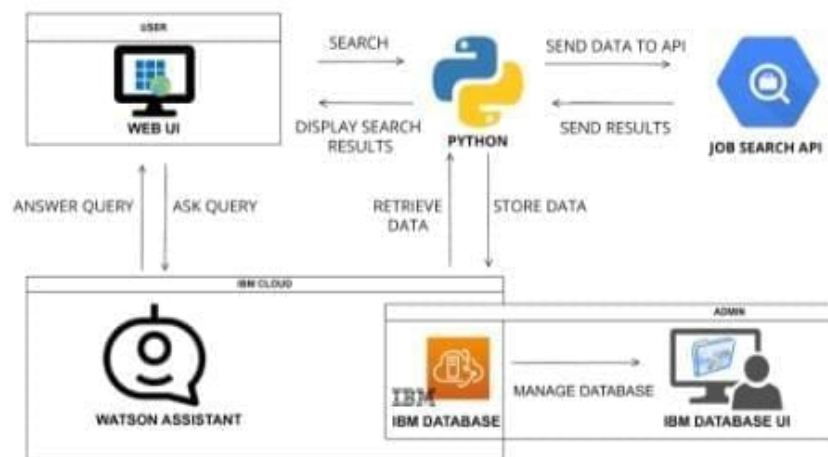 USER
WEB UI
SEARCH
DISPLAY SEARCH
RESULTS
PYTHON
SEND DATA TO API
SEND RESULTS
JOB SEARCH API
ANSWER QUERY
ASK QUERY
RETRIEVE
DATA
STORE DATA
IBM CLOUD
WATSON ASSISTANT
ADMIN
IBM
IBM DATABASE
MANAGE DATABASE
IBM DATABASE UI